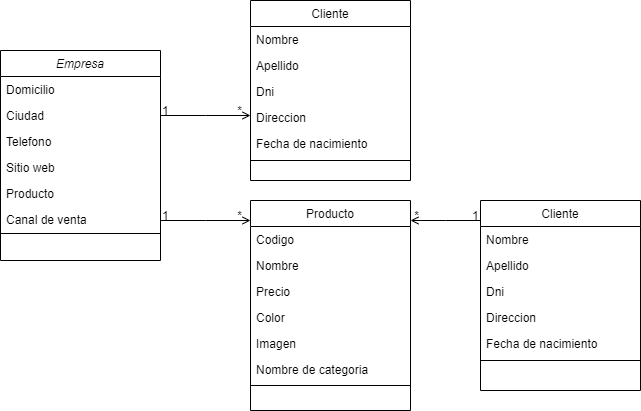 Empresa
Domicilio
Ciudad
Telefono
Sitio web
Producto
Canal de venta
1
*
1
*
Cliente
Nombre
Apellido
Dni
Direccion
Fecha de nacimiento
Producto
Codigo
Nombre
Precio
Color
Imagen
Nombre de categoria
*
1
Cliente
Nombre
Apellido
Dni
Direccion
Fecha de nacimiento